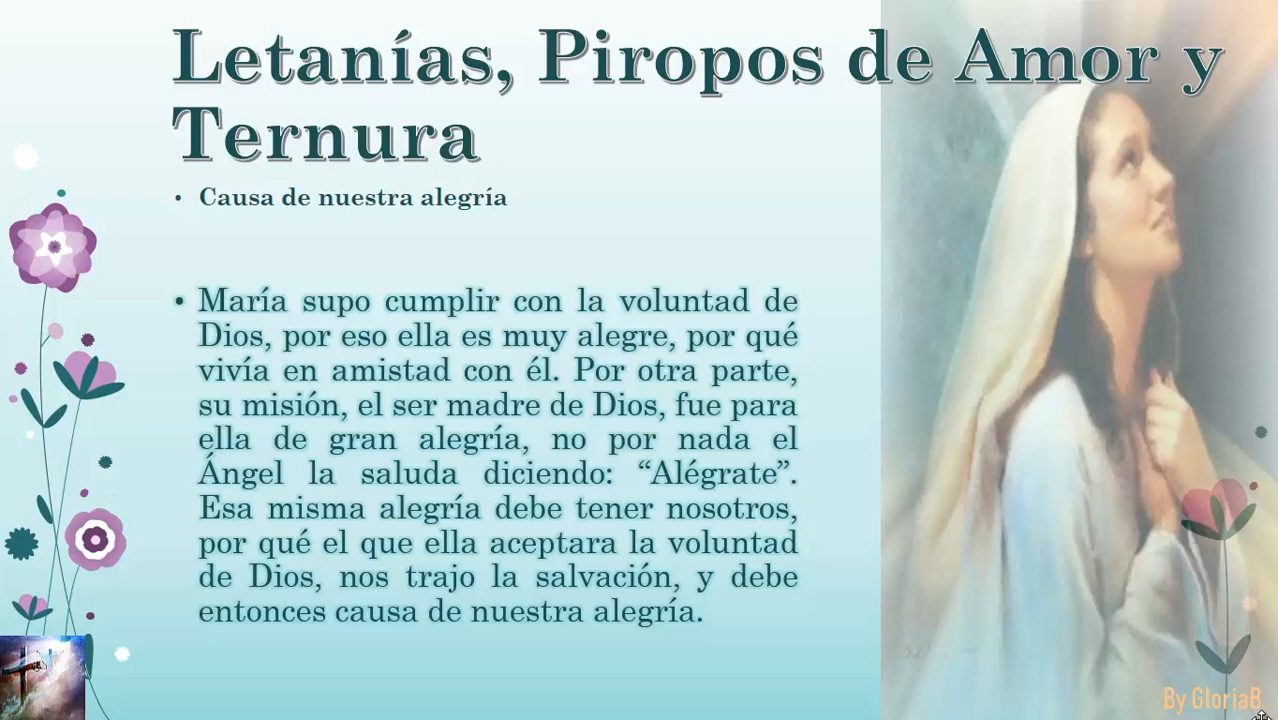 Letanías, Piropos de Amor y
Ternura
• Causa de nuestra alegría
• María supo cumplir con la voluntad de
Dios, por eso ella es muy alegre, por qué
vivía en amistad con él. Por otra parte,
su misión, el ser madre de Dios, fue para
ella de gran alegría, no por nada el
Ángel la saluda diciendo: “Alégrate”.
Esa misma alegría debe tener nosotros,
por qué el que ella aceptara la voluntad
de Dios, nos trajo la salvación, y debe
entonces causa de nuestra alegría.
By GloriaB